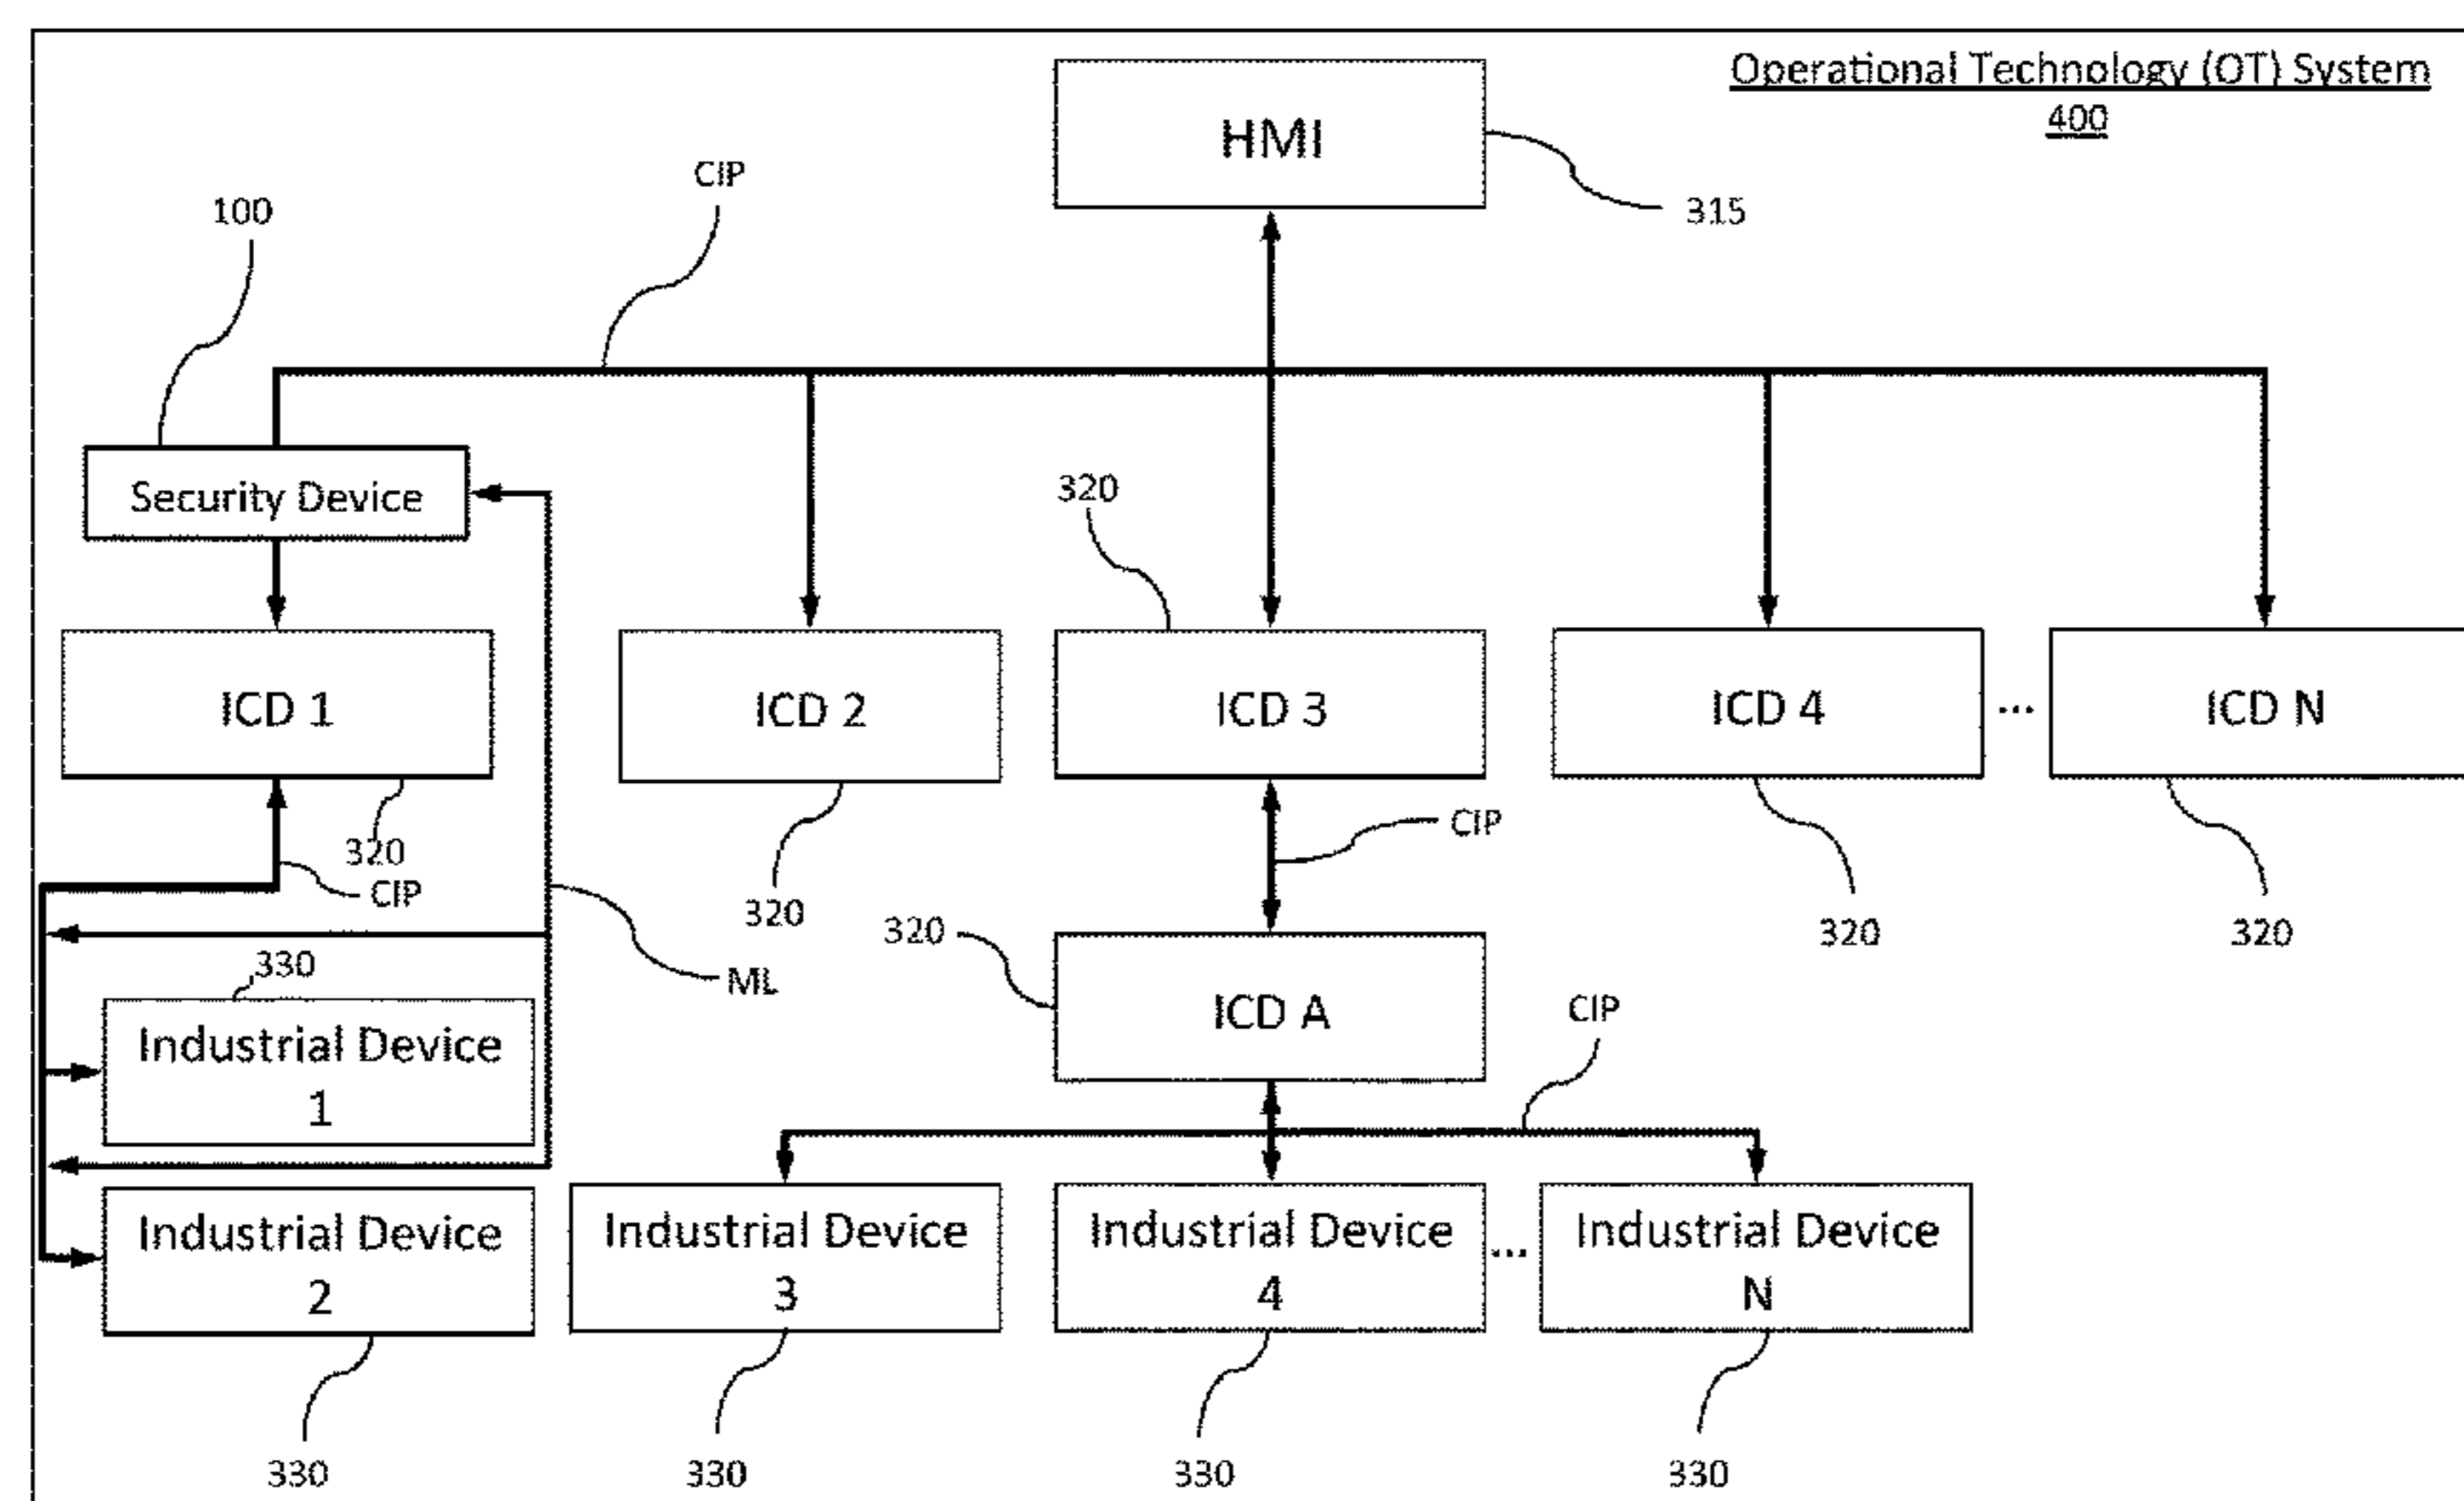 Operational Technology (OT) System
400
HMI
315
CIP
100
Security Device
320
ICD 1
ICD 2
ICD 3
ICD 4
...
ICD N
320
CIP
320
CIP
320
320
320
ICD A
CIP
ML
330
Industrial Device
1
Industrial Device
2
Industrial Device
3
Industrial Device
4
...
Industrial Device
N
330
330
330
330